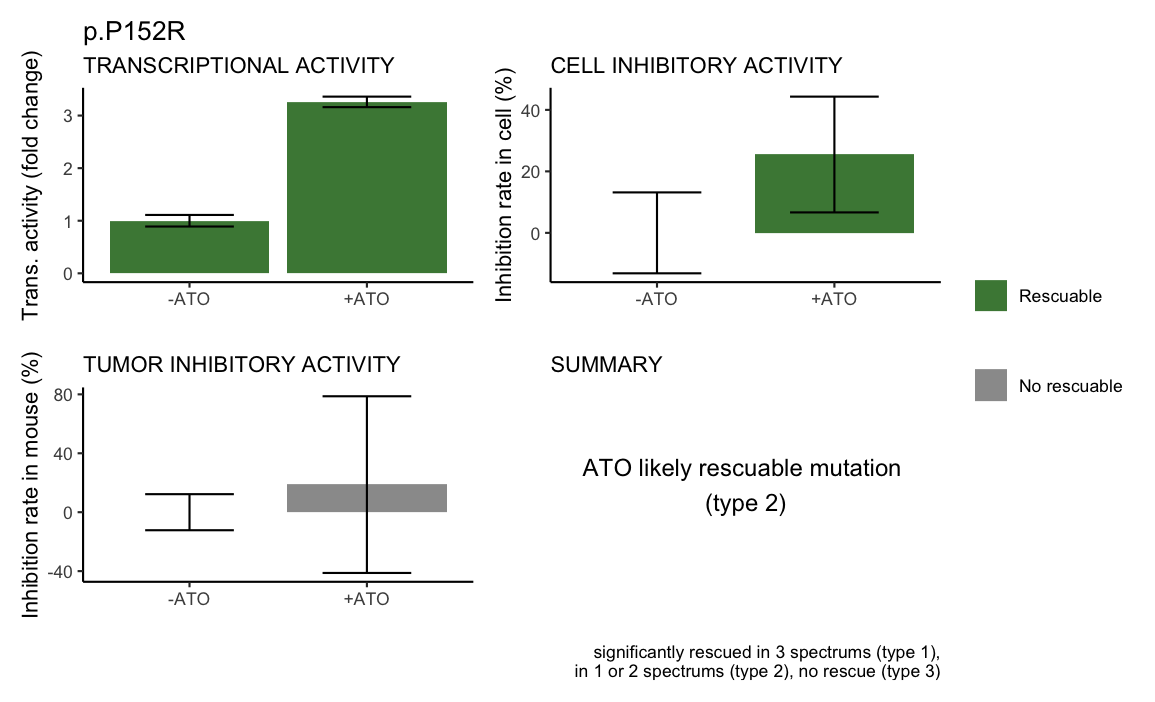 p.P152R
TRANSCRIPTIONAL ACTIVITY
Trans. activity (fold change)
3
2
1
0
-ATO
+ATO
CELL INHIBITORY ACTIVITY
Inhibition rate in cell (%)
40
20
0
-ATO
+ATO
TUMOR INHIBITORY ACTIVITY
Inhibition rate in mouse (%)
80
40
0
-40
-ATO
+ATO
SUMMARY
ATO likely rescuable mutation
(type 2)
significantly rescued in 3 spectrums (type 1),
in 1 or 2 spectrums (type 2), no rescue (type 3)
Rescuable
No rescuable